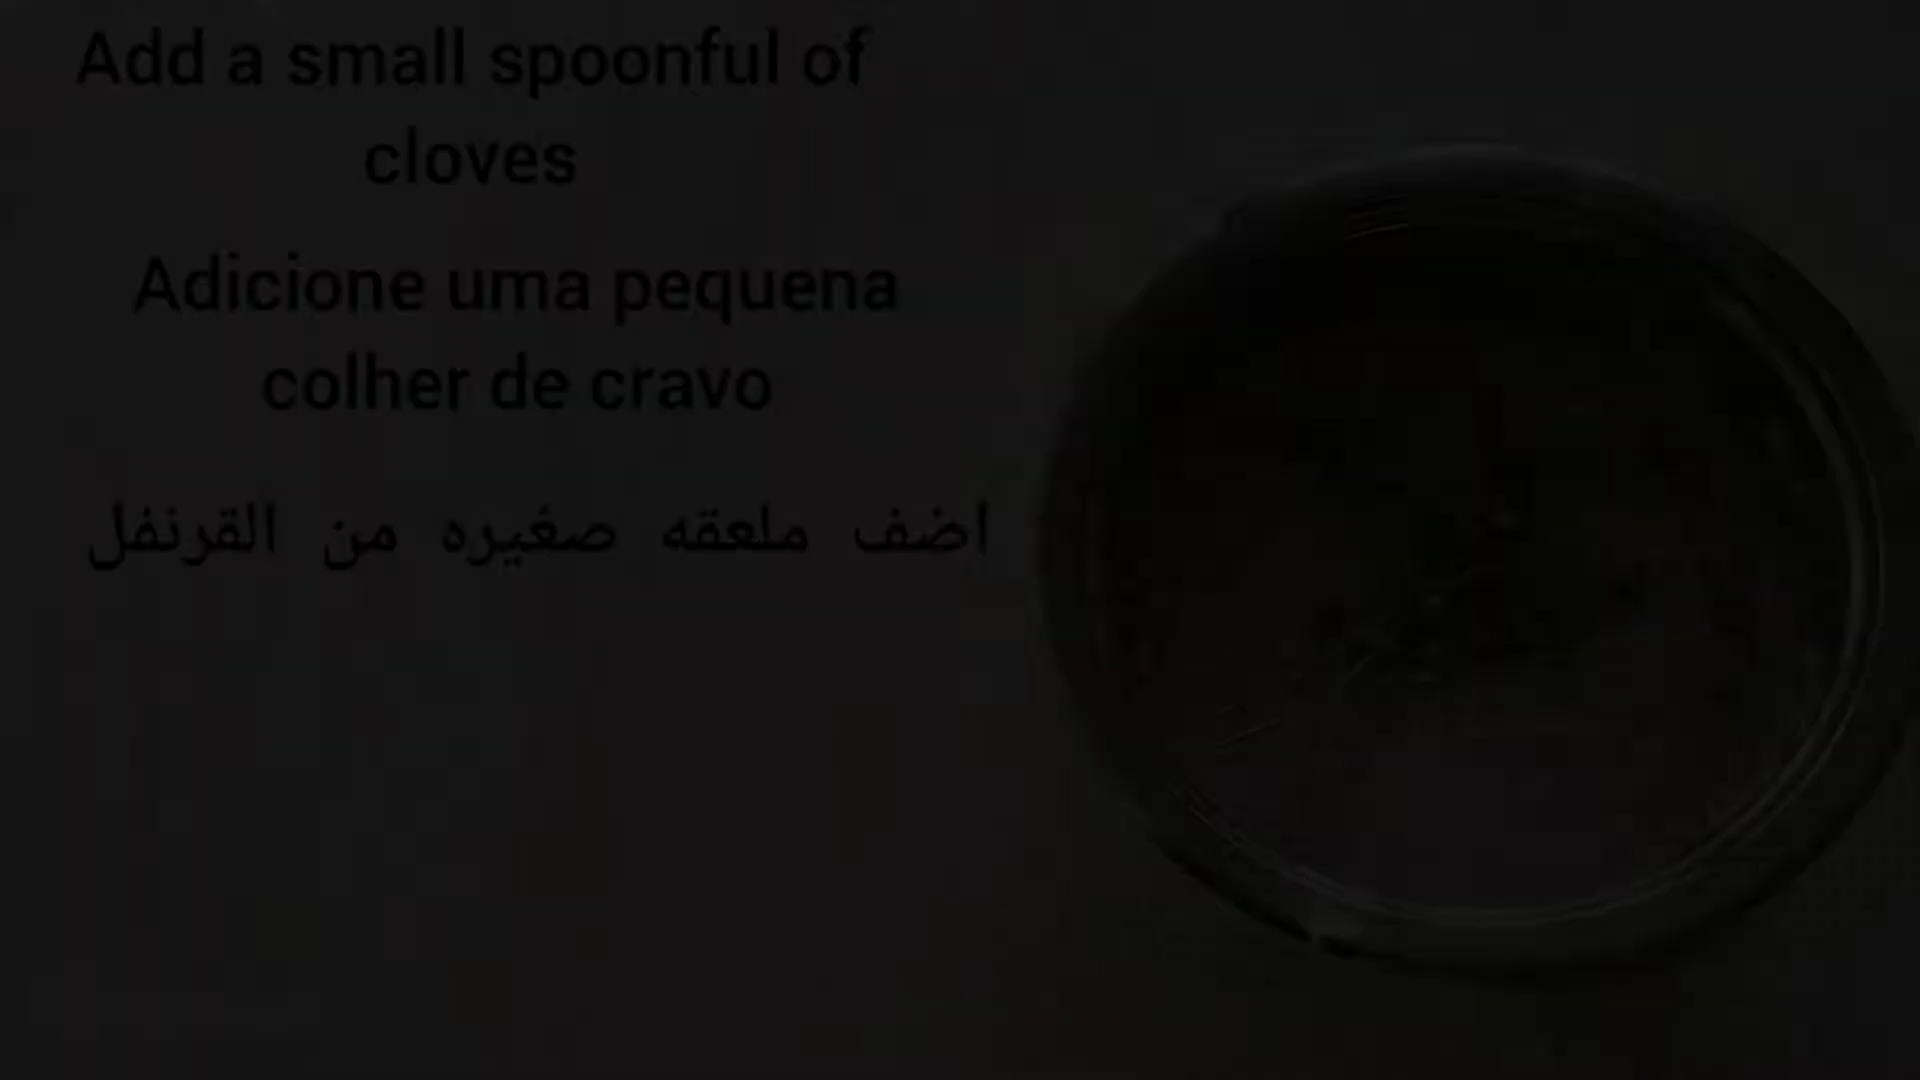 Add a small spoonful of
cloves
Adicione uma pequena
colher de cravo
اضف ملعقه صغيره من القرنفل